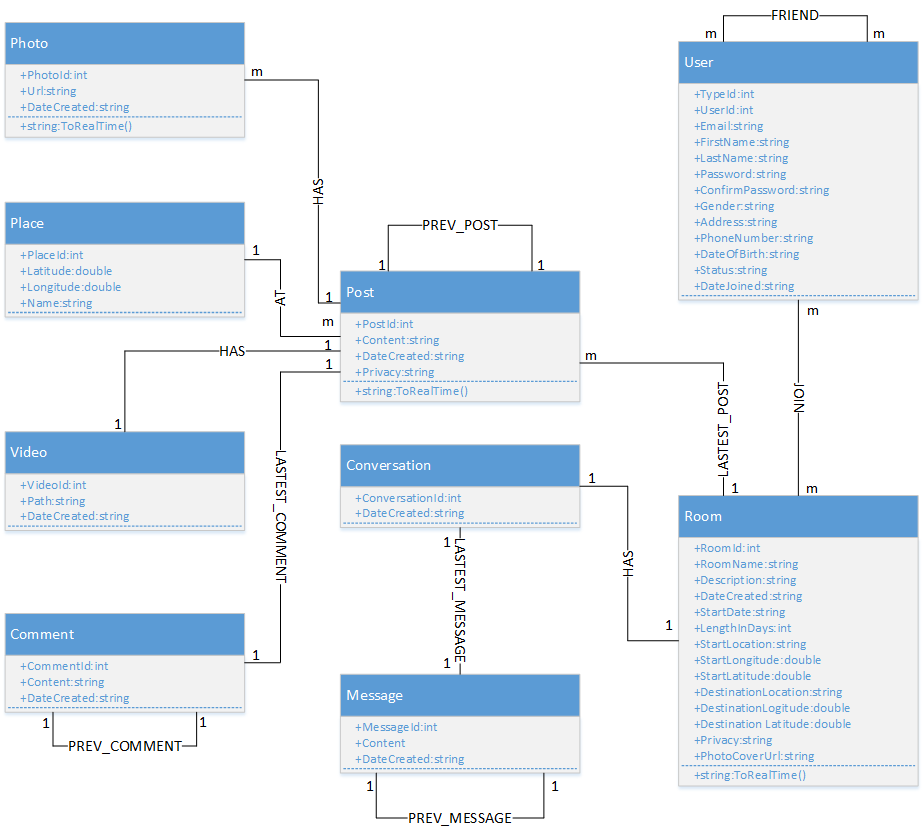 FRIEND
m
m
Photo
+PhotoId:int
+Url:string
+DateCreated:string
+string:ToRealTime()
m
HAS
1
User
+TypeId:int
+UserId:int
+Email:string
+FirstName:string
+LastName:string
+Password:string
+ConfirmPassword:string
+Gender:string
+Address:string
+PhoneNumber:string
+DateOfBirth:string
+Status:string
+DateJoined:string
m
JOIN
m
Place
+PlaceId:int
+Latitude:double
+Longitude:double
+Name:string
1
AT
m
PREV_POST
1
1
Post
+PostId:int
+Content:string
+DateCreated:string
+Privacy:string
+string:ToRealTime()
m
LASTEST_POST
1
1
HAS
1
Video
+VideoId:int
+Path:string
+DateCreated:string
1
LASTEST_COMMENT
1
Conversation
+ConversationId:int
+DateCreated:string
1
HAS
1
1
LASTEST_MESSAGE
1
Room
+RoomId:int
+RoomName:string
+Description:string
+DateCreated:string
+StartDate:string
+LengthInDays:int
+StartLocation:string
+StartLongitude:double
+StartLatitude:double
+DestinationLocation:string
+DestinationLogitude:double
+Destination Latitude:double
+Privacy:string
+PhotoCoverUrl:string
+string:ToRealTime()
Comment
+CommentId:int
+Content:string
+DateCreated:string
1
1
PREV_COMMENT
Message
+MessageId:int
+Content
+DateCreated:string
1
1
PREV_MESSAGE